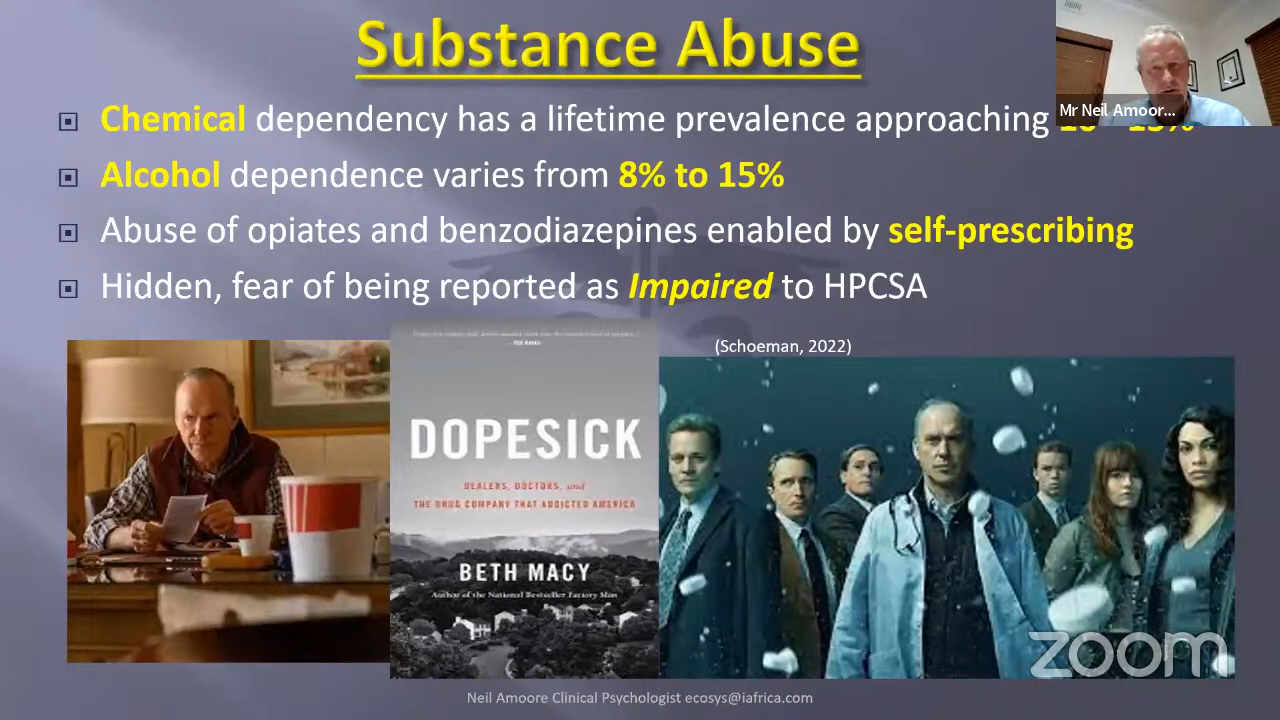 Substance Abuse
Mr Neil Amoor...
Chemical dependency has a lifetime prevalence approaching
Alcohol dependence varies from 8% to 15%
Abuse of opiates and benzodiazepines enabled by self-prescribing
Hidden, fear of being reported as Impaired to HPCSA
(Schoeman, 2022)
DOPESICK
DEALERS, DOCTORS, and
THE DRUG COMPANY THAT ADDICTED AMERICA
BETH MACY
Author of the National Bestseller Factory Man
zoom
Neil Amoore Clinical Psychologist ecosys@iafrica.com